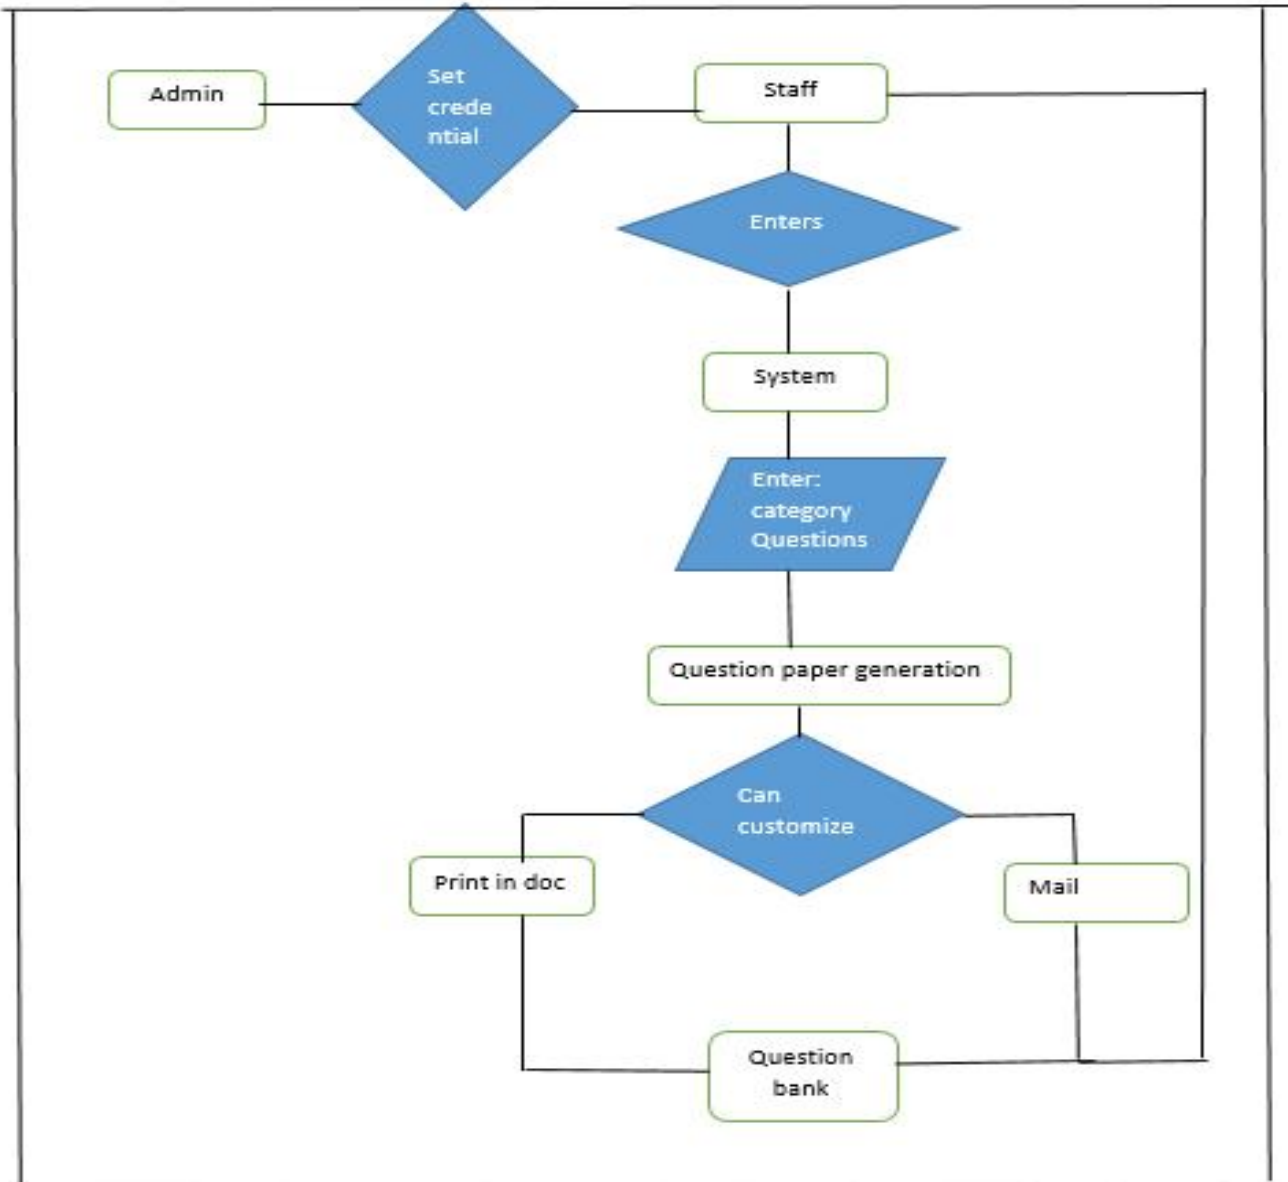 Admin
Set
crede
ntial
Staff
Enters
System
Enter:
category
Questions
Question paper generation
Can
customize
Print in doc
Mail
Question
bank